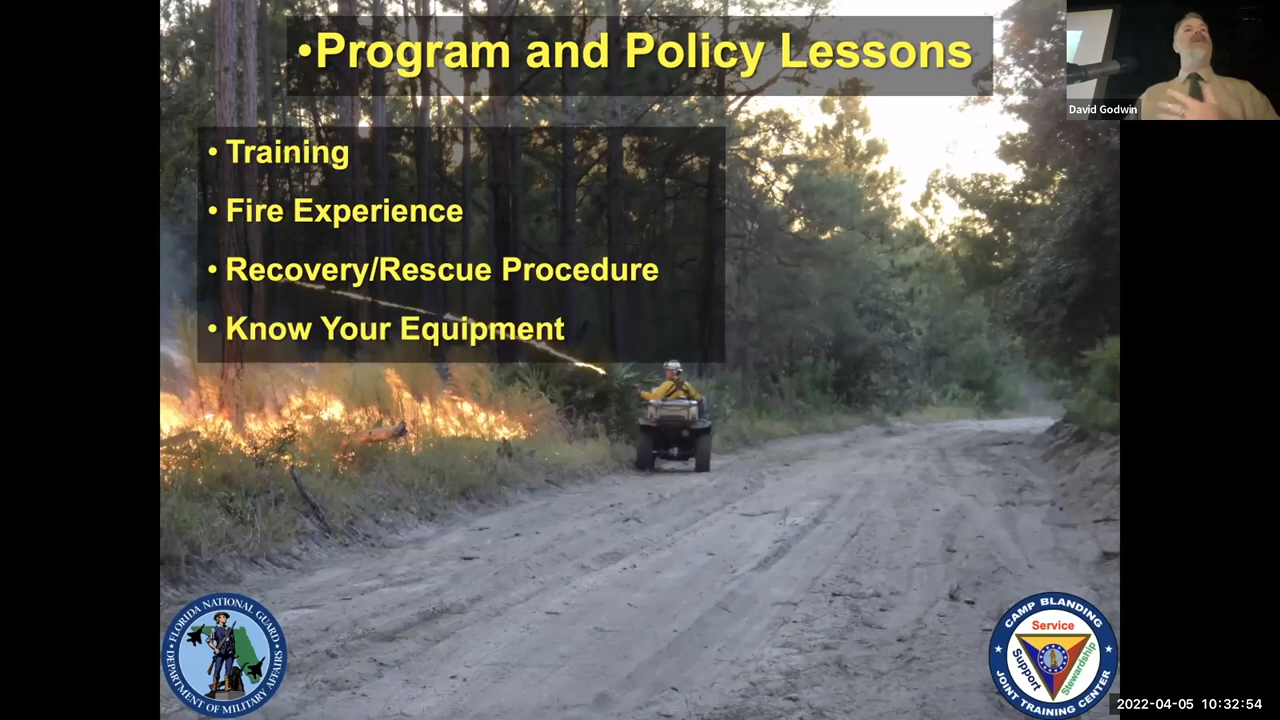 •Program and Policy Lessons
David Godwin
• Training
• Fire Experience
• Recovery/Rescue Procedure
• Know Your Equipment
FLORIDA NATIONAL GUARD
DEPARTMENT OF MILITARY AFFAIRS
CAMP BLANDING
Service
Support
Stewardship
JOINT TRAINING CENTER
2022-04-05 10:32:54